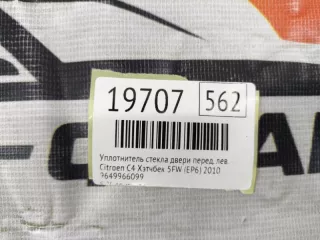 19707 562
Уплотнитель стекла двери перед. лев.
Citroen C4 Хэтчбек 5FW (EP6) 2010
9649966099